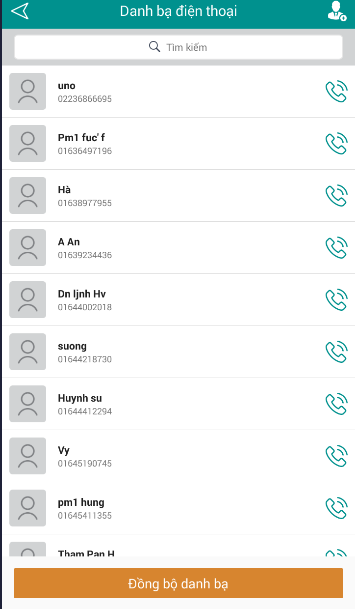 Danh bạ điện thoại
Tìm kiếm
uno
02236866695
Pm1 fuc' f
01636497196
Hà
01638977955
A An
01639234436
Dn ljnh Hv
01644002018
suong
01644218730
Huynh su
01644412294
Vy
01645190745
pm1 hung
01645411355
Tham Pan H
Đồng bộ danh bạ